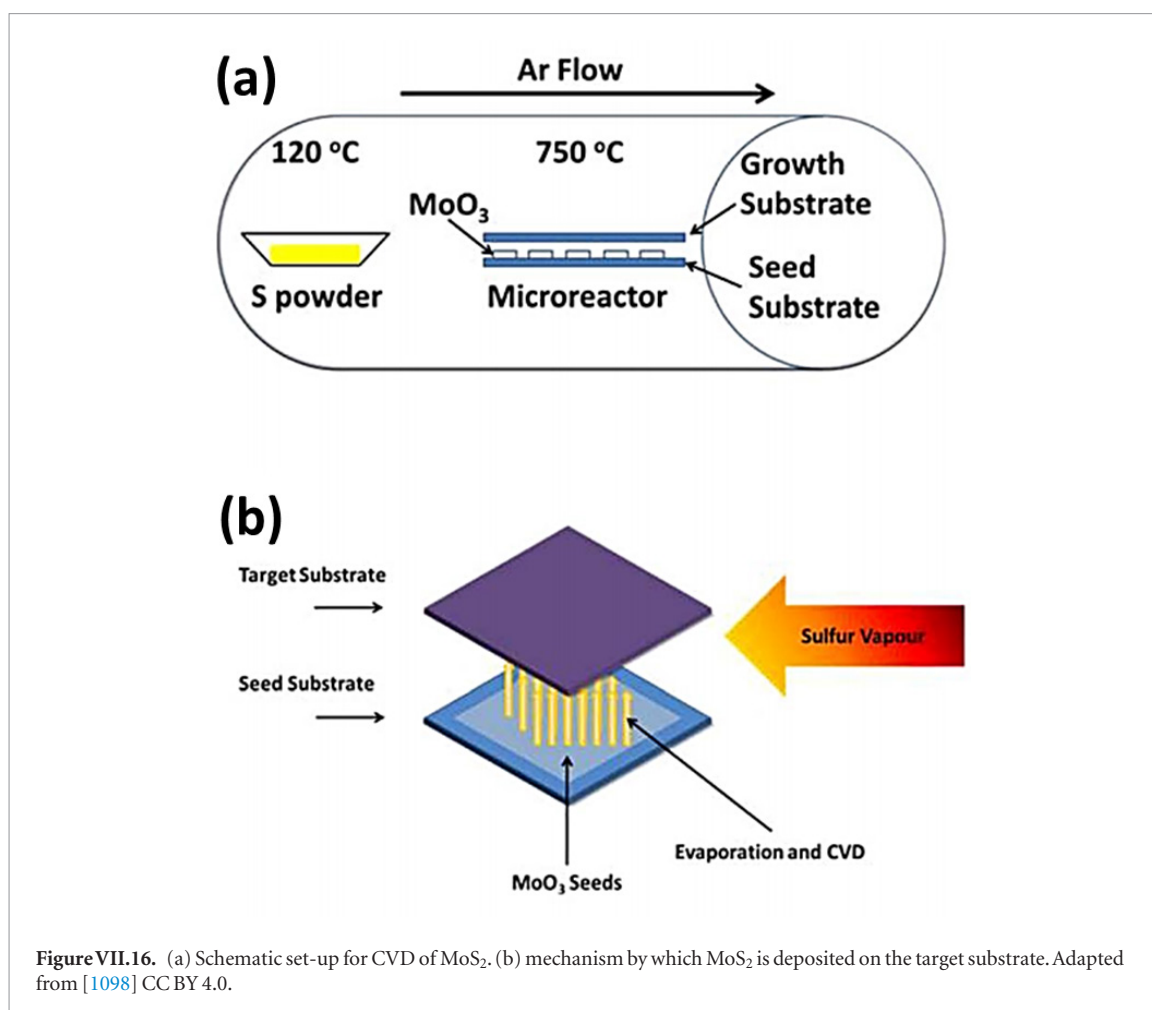 (a)
Ar Flow
120 °C
750 °C
Growth
Substrate
MoO₃
Seed
Substrate
S powder
Microreactor
(b)
Target Substrate
Sulfur Vapour
Seed Substrate
Evaporation and CVD
MoO₃ Seeds
Figure VII.16. (a) Schematic set-up for CVD of MoS₂. (b) mechanism by which MoS₂ is deposited on the target substrate. Adapted
from [1098] CC BY 4.0.